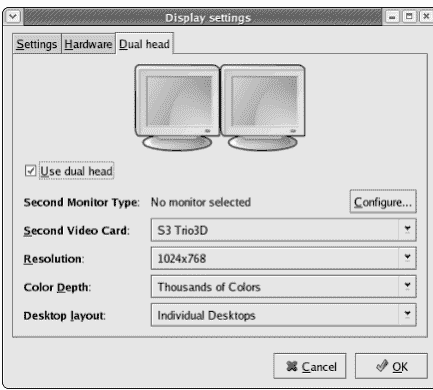 Display settings
Settings Hardware Dual head
Use dual head
Second Monitor Type: No monitor selected Configure...
Second Video Card: S3 Trio3D
Resolution: 1024x768
Color Depth: Thousands of Colors
Desktop layout: Individual Desktops
Cancel OK